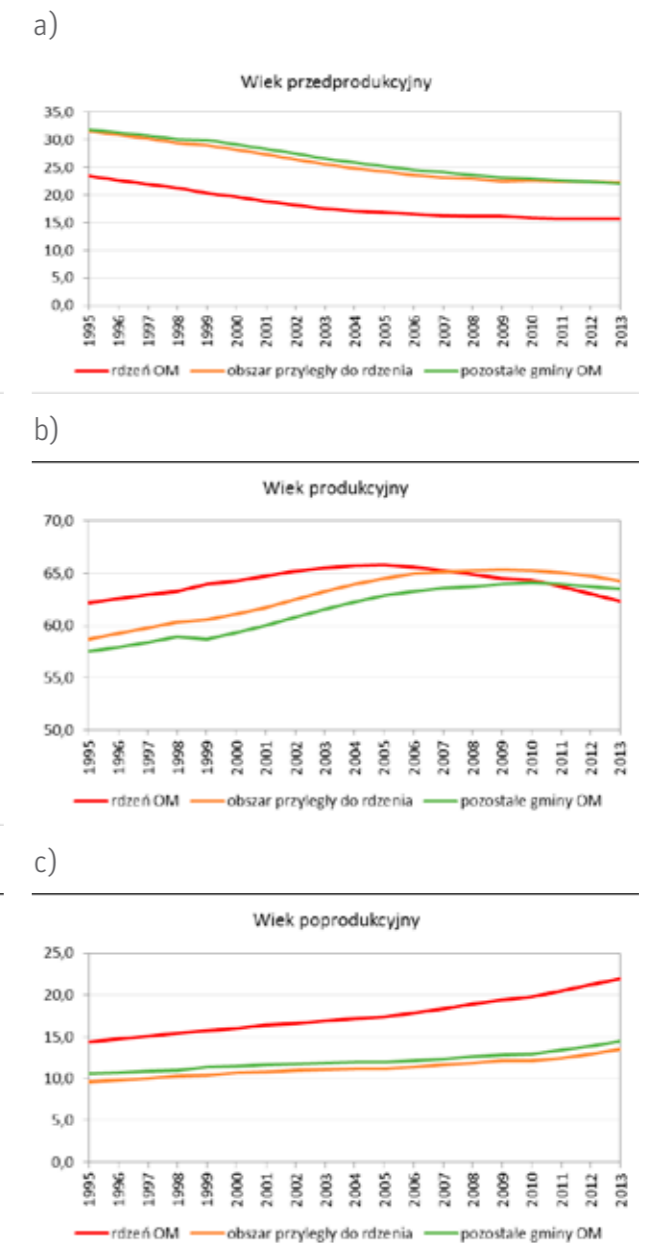 a)
Wiek przedprodukcyjny
35,0
30,0
25,0
20,0
15,0
10,0
5,0
0,0
1995 1996 1997 1998 1999 2000 2001 2002 2003 2004 2005 2006 2007 2008 2009 2010 2011 2012 2013
rdzeń OM obszar przyległy do rdzenia pozostałe gminy OM
b)
Wiek produkcyjny
70,0
65,0
60,0
55,0
50,0
1995 1996 1997 1998 1999 2000 2001 2002 2003 2004 2005 2006 2007 2008 2009 2010 2011 2012 2013
rdzeń OM obszar przyległy do rdzenia pozostałe gminy OM
c)
Wiek poprodukcyjny
25,0
20,0
15,0
10,0
5,0
0,0
1995 1996 1997 1998 1999 2000 2001 2002 2003 2004 2005 2006 2007 2008 2009 2010 2011 2012 2013
rdzeń OM obszar przyległy do rdzenia pozostałe gminy OM